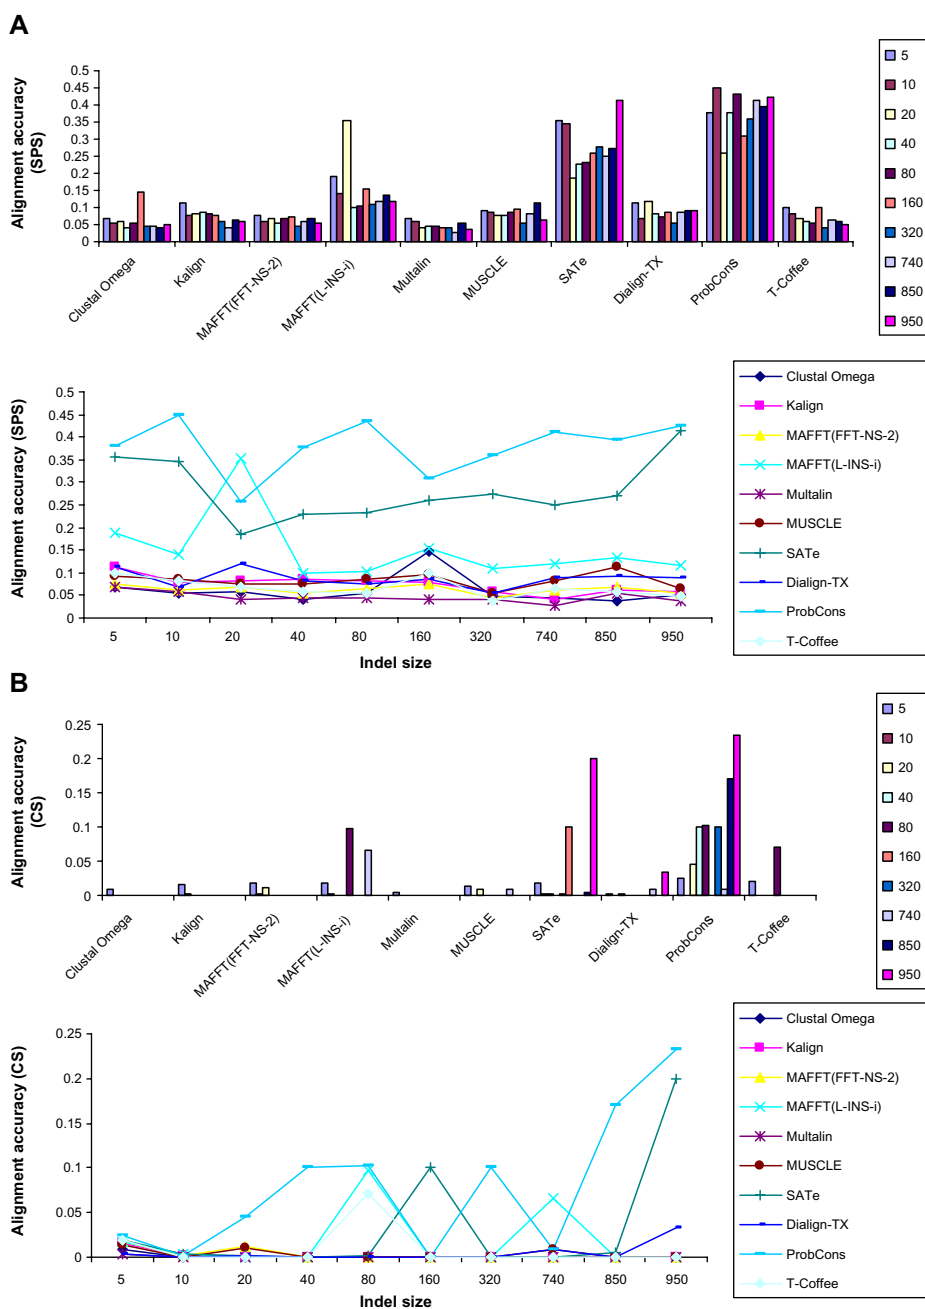 A
Alignment accuracy
(SPS)
0.5
0.45
0.4
0.35
0.3
0.25
0.2
0.15
0.1
0.05
0
Clustal Omega
Kalign
MAFFT(FFT-NS-2)
MAFFT(L-INS-i)
Multalin
MUSCLE
SATe
Dialign-TX
ProbCons
T-Coffee
5
10
20
40
80
160
320
740
850
950
Alignment accuracy (SPS)
0.5
0.45
0.4
0.35
0.3
0.25
0.2
0.15
0.1
0.05
0
5 10 20 40 80 160 320 740 850 950
Indel size
Clustal Omega
Kalign
MAFFT(FFT-NS-2)
MAFFT(L-INS-i)
Multalin
MUSCLE
SATe
Dialign-TX
ProbCons
T-Coffee
B
Alignment accuracy
(CS)
0.25
0.2
0.15
0.1
0.05
0
Clustal Omega
Kalign
MAFFT(FFT-NS-2)
MAFFT(L-INS-i)
Multalin
MUSCLE
SATe
Dialign-TX
ProbCons
T-Coffee
5
10
20
40
80
160
320
740
850
950
Alignment accuracy (CS)
0.25
0.2
0.15
0.1
0.05
0
5 10 20 40 80 160 320 740 850 950
Indel size
Clustal Omega
Kalign
MAFFT(FFT-NS-2)
MAFFT(L-INS-i)
Multalin
MUSCLE
SATe
Dialign-TX
ProbCons
T-Coffee